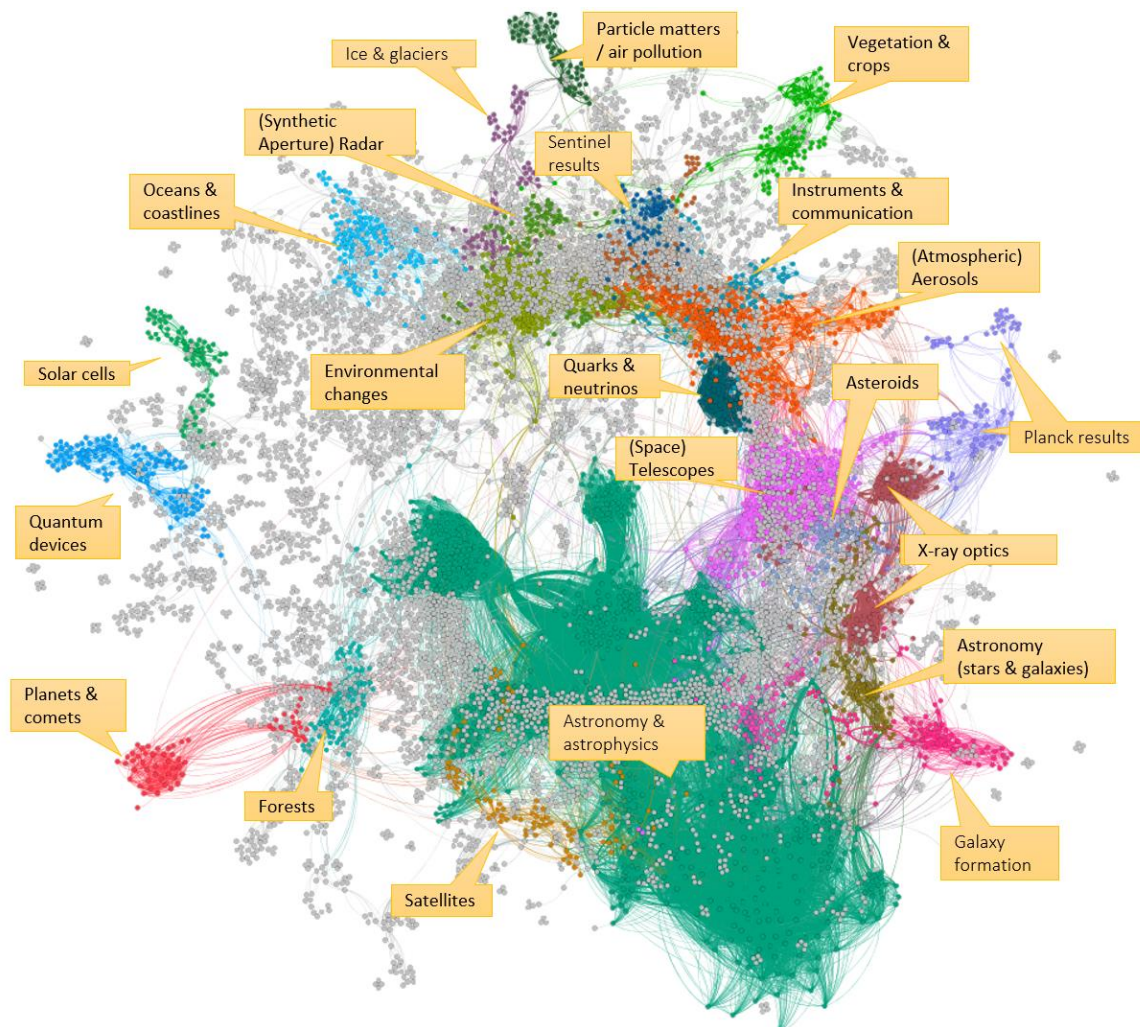 Particle matters
/ air pollution
Ice & glaciers
Vegetation &
crops
(Synthetic
Aperture) Radar
Sentinel
results
Oceans &
coastlines
Instruments &
communication
(Atmospheric)
Aerosols
Solar cells
Environmental
changes
Quarks &
neutrinos
Asteroids
Planck results
(Space)
Telescopes
Quantum
devices
X-ray optics
Astronomy
(stars & galaxies)
Planets &
comets
Astronomy &
astrophysics
Forests
Galaxy
formation
Satellites